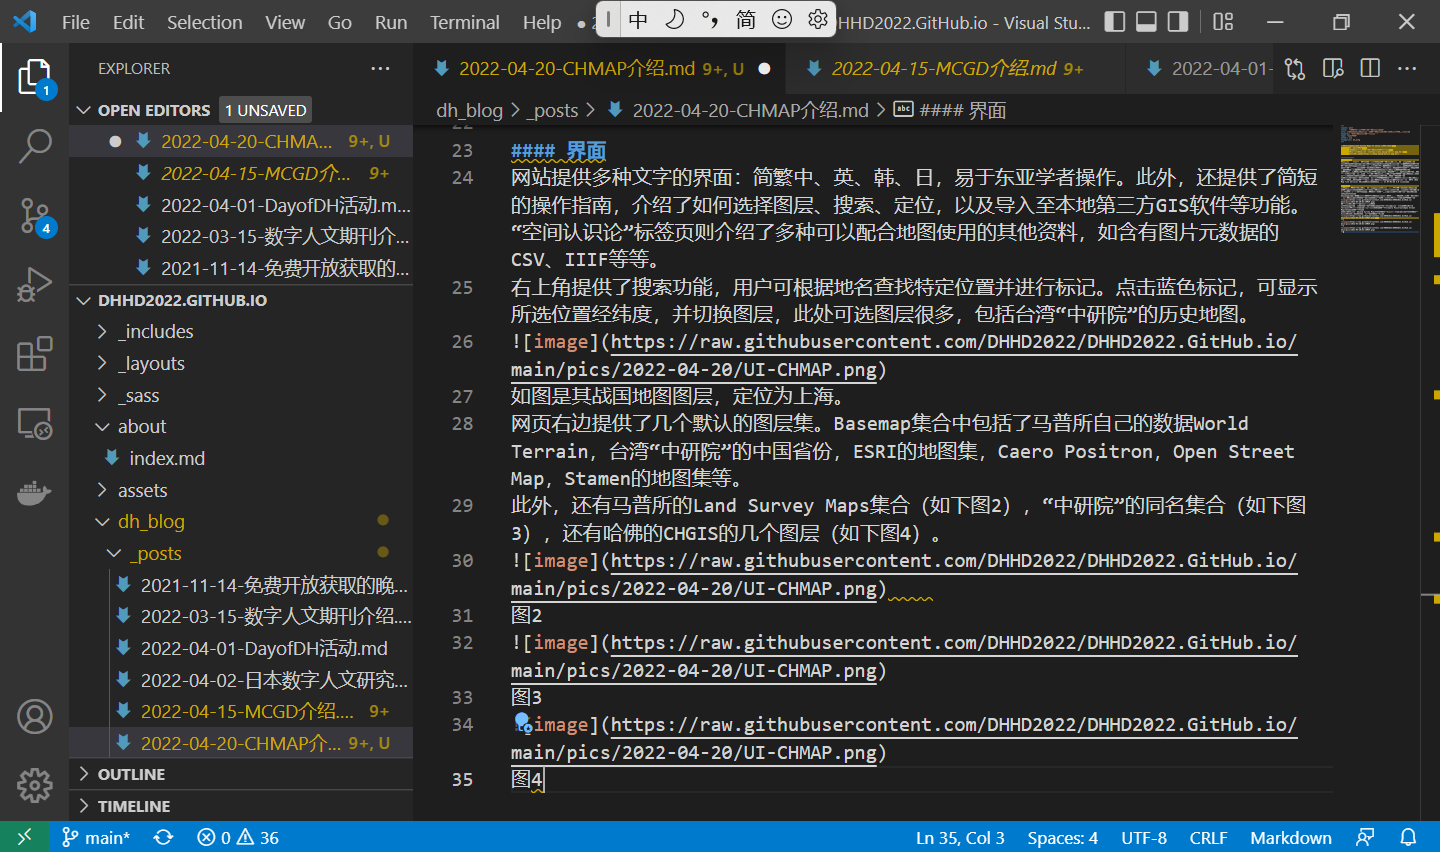 File Edit Selection View Go Run Terminal Help
中 简
DHHD2022.GitHub.io - Visual Stu...
EXPLORER
OPEN EDITORS 1 UNSAVED
2022-04-20-CHMA... 9+, U
2022-04-15-MCGD介... 9+
2022-04-01-DayofDH活动.m...
2022-03-15-数字人文期刊介...
2021-11-14-免费开放获取的...
DHHD2022.GITHUB.IO
_includes
_layouts
_sass
about
index.md
assets
dh_blog
_posts
2021-11-14-免费开放获取的晚...
2022-03-15-数字人文期刊介绍....
2022-04-01-DayofDH活动.md
2022-04-02-日本数字人文研究...
2022-04-15-MCGD介绍.... 9+
2022-04-20-CHMAP介... 9+, U
OUTLINE
TIMELINE
1
4
2022-04-20-CHMAP介绍.md 9+, U
2022-04-15-MCGD介绍.md 9+
2022-04-01-
dh_blog > _posts > 2022-04-20-CHMAP介绍.md > abc #### 界面
22
23 #### 界面
24 网站提供多种文字的界面：简繁中、英、韩、日，易于东亚学者操作。此外，还提供了简短
的操作指南，介绍了如何选择图层、搜索、定位，以及导入至本地第三方GIS软件等功能。
“空间认识论”标签页则介绍了多种可以配合地图使用的其他资料，如含有图片元数据的
CSV、IIIF等等。
25 右上角提供了搜索功能，用户可根据地名查找特定位置并进行标记。点击蓝色标记，可显示
所选位置经纬度，并切换图层，此处可选图层很多，包括台湾“中研院”的历史地图。
26 ![image](https://raw.githubusercontent.com/DHHD2022/DHHD2022.GitHub.io/
main/pics/2022-04-20/UI-CHMAP.png)
27 如图是其战国地图图层，定位为上海。
28 网页右边提供了几个默认的图层集。Basemap集合中包括了马普所自己的数据World
Terrain，台湾“中研院”的中国省份，ESRI的地图集，Caero Positron，Open Street
Map，Stamen的地图集等。
29 此外，还有马普所的Land Survey Maps集合（如下图2），“中研院”的同名集合（如下图
3），还有哈佛的CHGIS的几个图层（如下图4）。
30 ![image](https://raw.githubusercontent.com/DHHD2022/DHHD2022.GitHub.io/
main/pics/2022-04-20/UI-CHMAP.png)
31 图2
32 ![image](https://raw.githubusercontent.com/DHHD2022/DHHD2022.GitHub.io/
main/pics/2022-04-20/UI-CHMAP.png)
33 图3
34 image](https://raw.githubusercontent.com/DHHD2022/DHHD2022.GitHub.io/
main/pics/2022-04-20/UI-CHMAP.png)
35 图4
main* 0 36 Ln 35, Col 3 Spaces: 4 UTF-8 CRLF Markdown